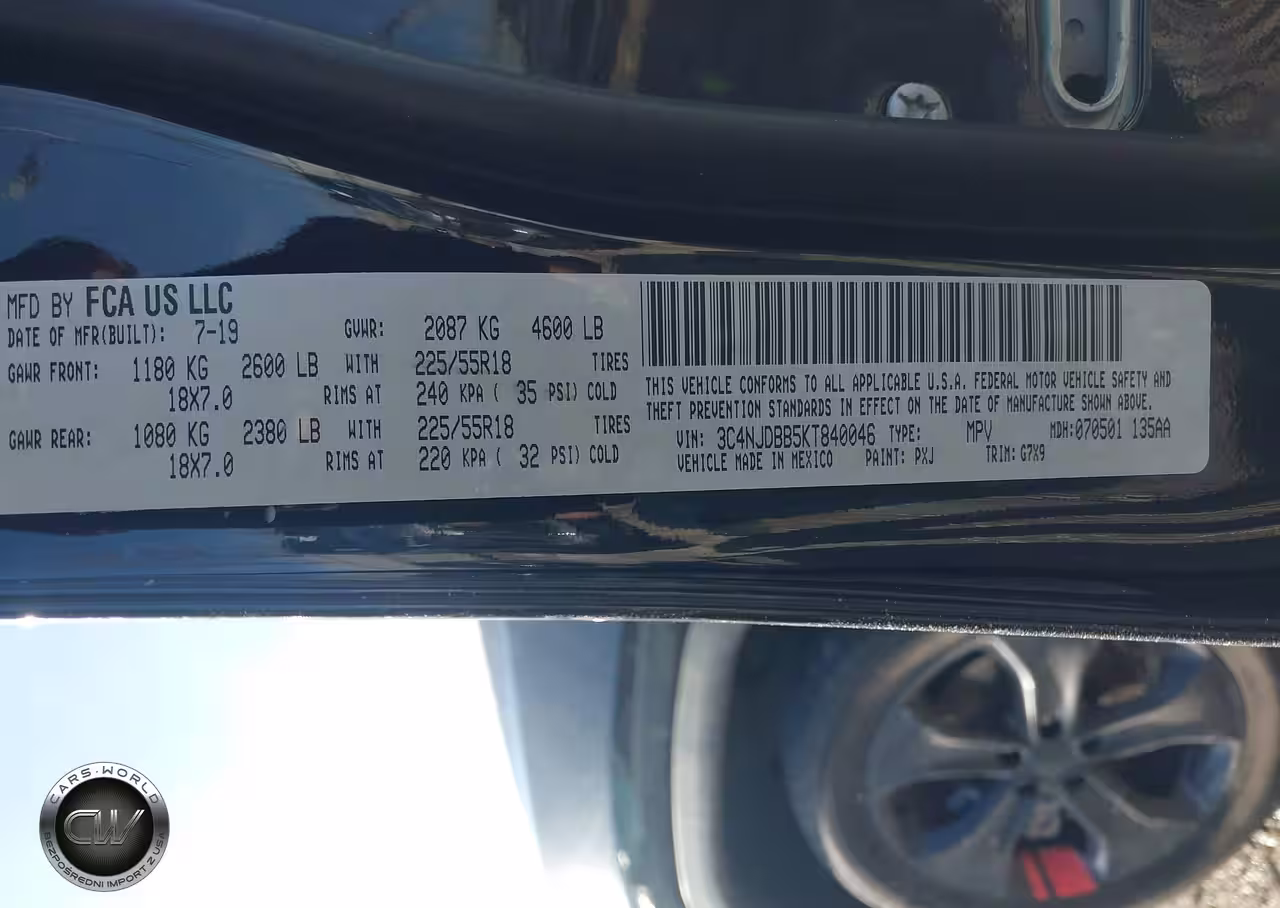 MFD BY FCA US LLC
DATE OF MFR(BUILT): 7-19 GVWR: 2087 KG 4600 LB
GAWR FRONT: 1180 KG 2600 LB WITH 225/55R18 TIRES
18X7.0 RIMS AT 240 KPA ( 35 PSI) COLD
GAWR REAR: 1080 KG 2380 LB WITH 225/55R18 TIRES
18X7.0 RIMS AT 220 KPA ( 32 PSI) COLD
THIS VEHICLE CONFORMS TO ALL APPLICABLE U.S.A. FEDERAL MOTOR VEHICLE SAFETY AND
THEFT PREVENTION STANDARDS IN EFFECT ON THE DATE OF MANUFACTURE SHOWN ABOVE.
VIN: 3C4NJDBB5KT840046 TYPE: MPV MDH:070501 135AA
VEHICLE MADE IN MEXICO PAINT: PXJ TRIM: G7X9
CARS·WORLD
CW
BEZPOŚREDNI IMPORT Z USA